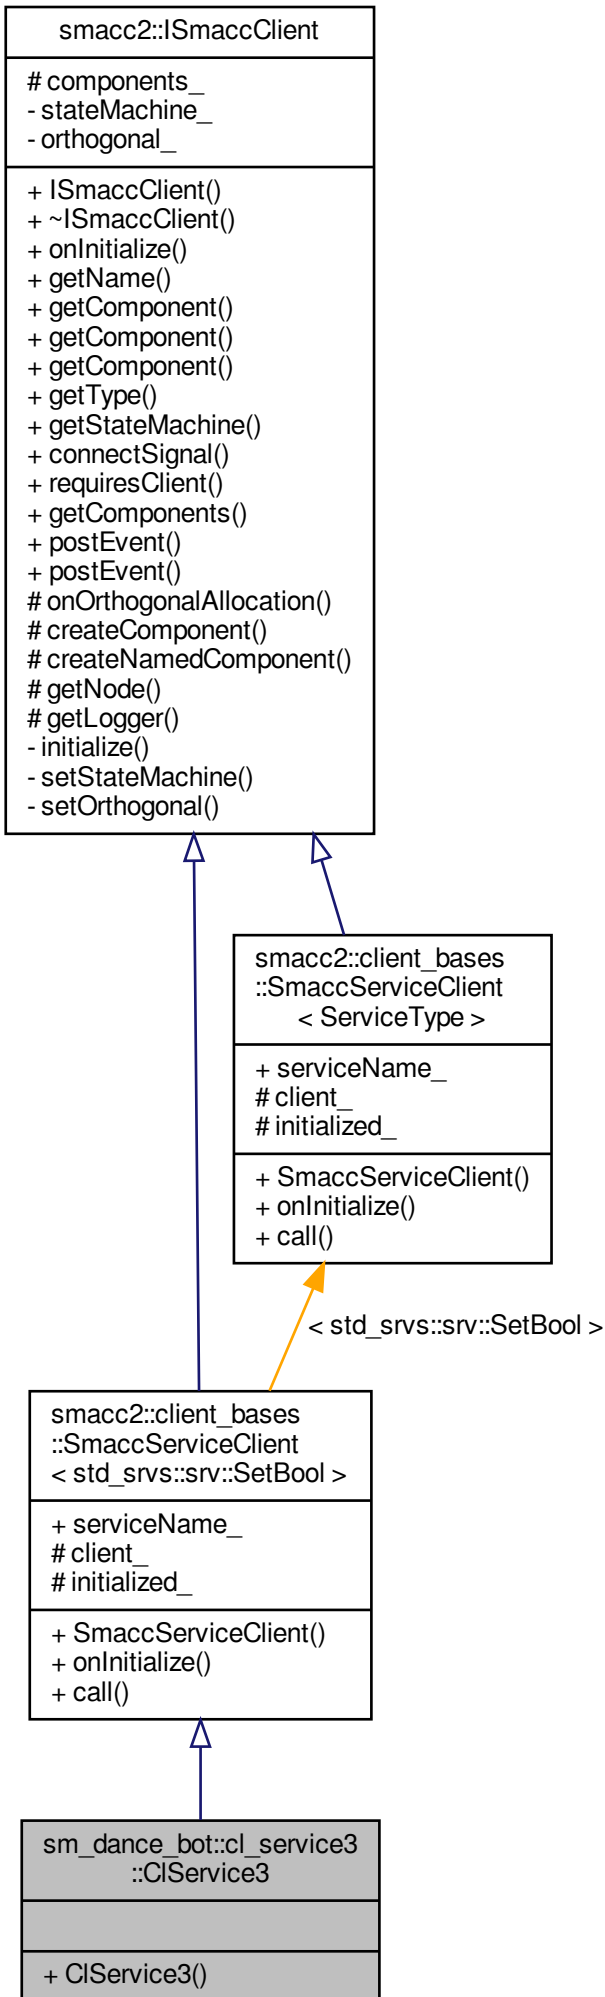 smacc2::ISmaccClient
# components_
- stateMachine_
- orthogonal_
+ ISmaccClient()
+ ~ISmaccClient()
+ onInitialize()
+ getName()
+ getComponent()
+ getComponent()
+ getComponent()
+ getType()
+ getStateMachine()
+ connectSignal()
+ requiresClient()
+ getComponents()
+ postEvent()
+ postEvent()
# onOrthogonalAllocation()
# createComponent()
# createNamedComponent()
# getNode()
# getLogger()
- initialize()
- setStateMachine()
- setOrthogonal()
smacc2::client_bases
::SmaccServiceClient
< ServiceType >
+ serviceName_
# client_
# initialized_
+ SmaccServiceClient()
+ onInitialize()
+ call()
< std_srvs::srv::SetBool >
smacc2::client_bases
::SmaccServiceClient
< std_srvs::srv::SetBool >
+ serviceName_
# client_
# initialized_
+ SmaccServiceClient()
+ onInitialize()
+ call()
sm_dance_bot::cl_service3
::ClService3
+ ClService3()